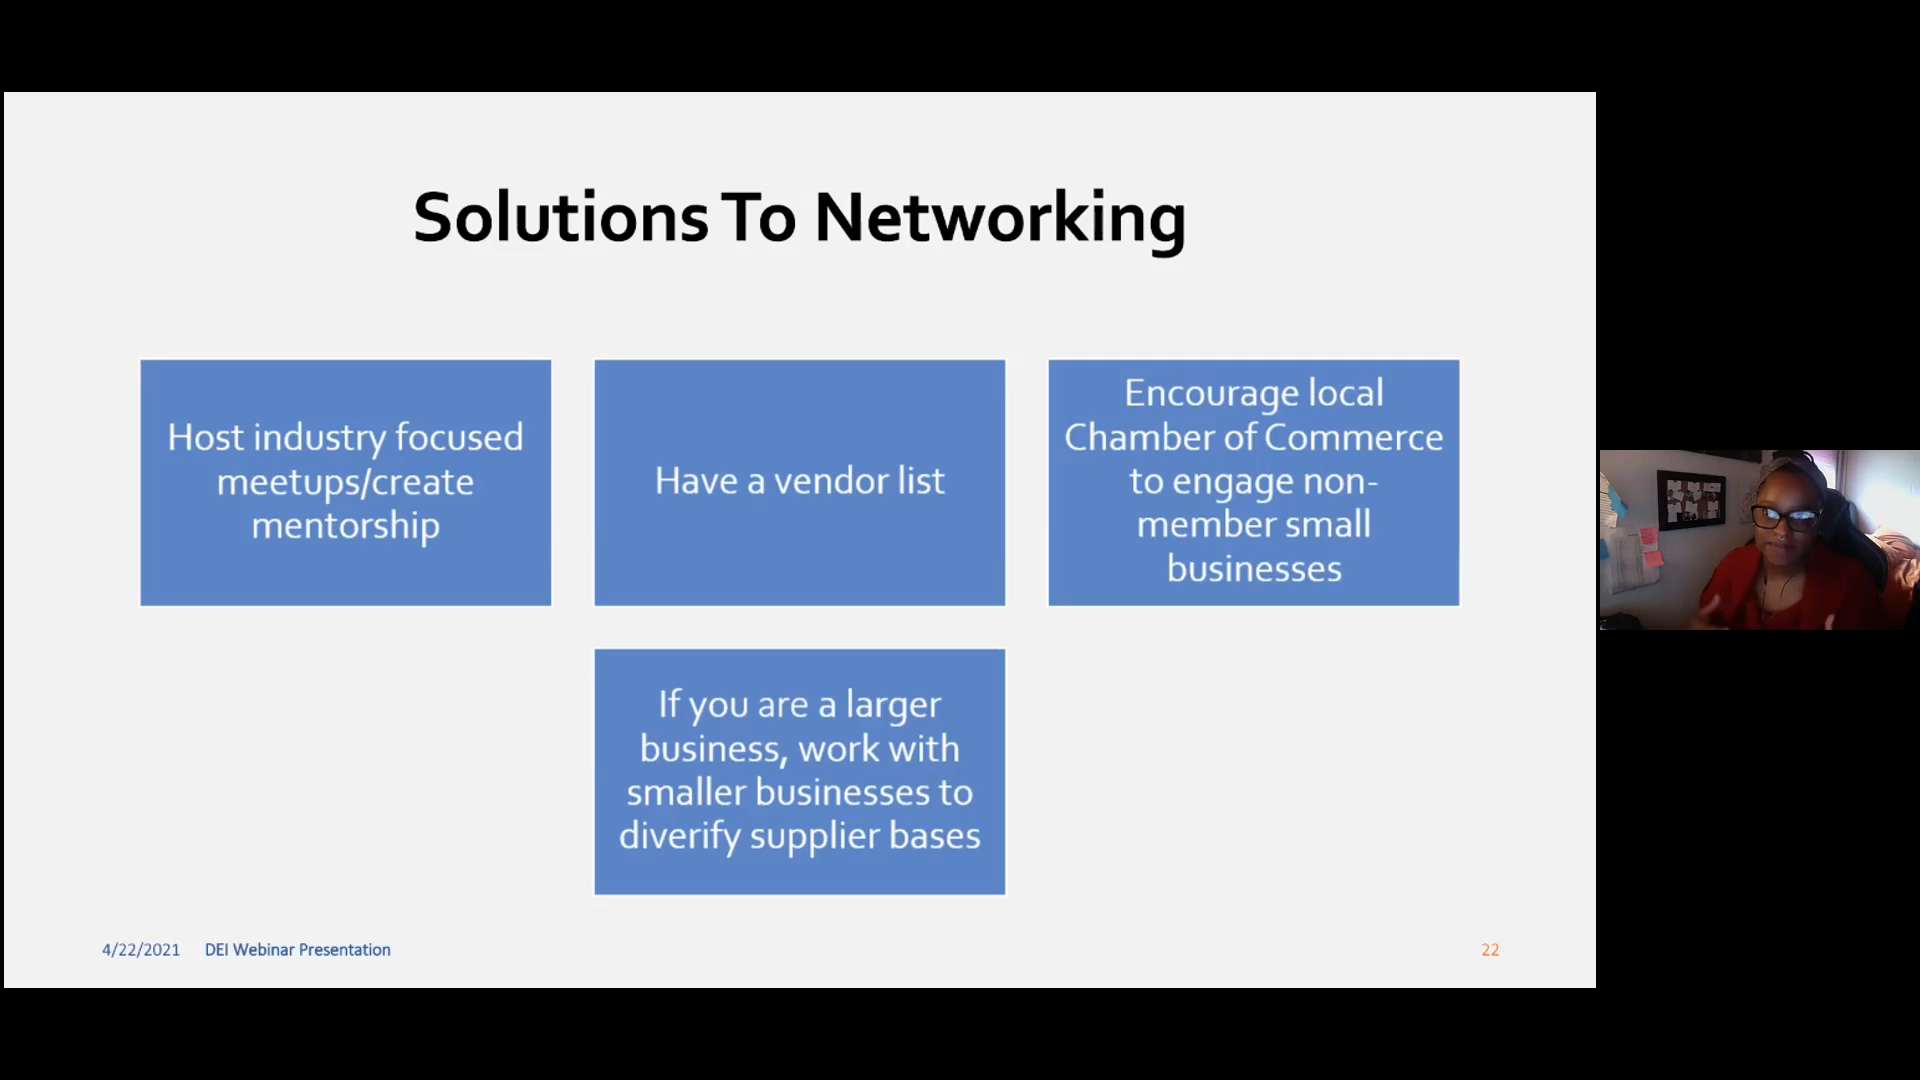 Solutions To Networking
Host industry focused
meetups/create
mentorship
Have a vendor list
Encourage local
Chamber of Commerce
to engage non-
member small
businesses
If you are a larger
business, work with
smaller businesses to
diverify supplier bases
4/22/2021 DEI Webinar Presentation
22